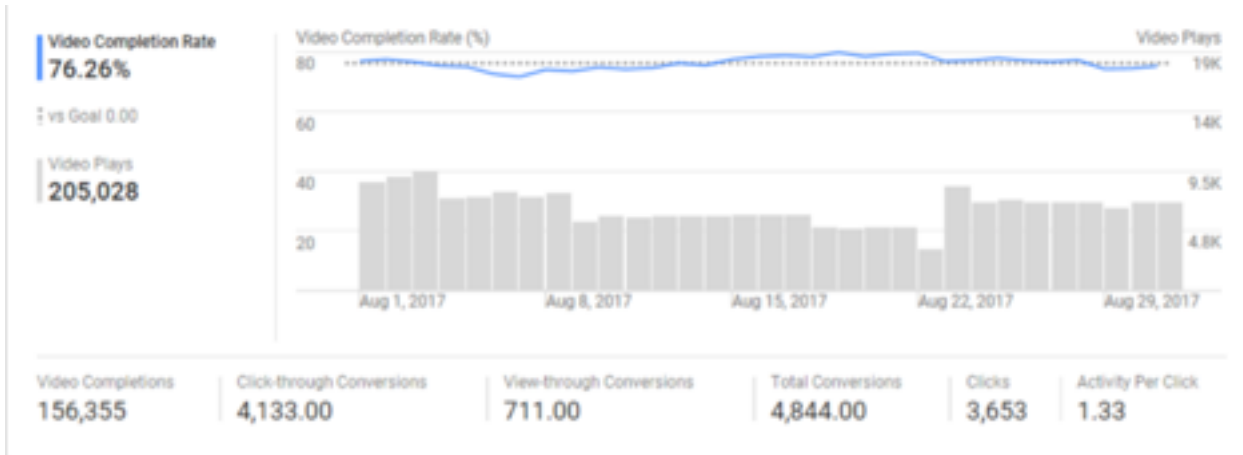 Video Completion Rate
76.26%
vs Goal 0.00
Video Plays
205,028
Video Completion Rate (%)
Video Plays
80
19K
60
14K
40
9.5K
20
4.8K
Aug 1, 2017
Aug 8, 2017
Aug 15, 2017
Aug 22, 2017
Aug 29, 2017
Video Completions
156,355
Click-through Conversions
4,133.00
View-through Conversions
711.00
Total Conversions
4,844.00
Clicks
3,653
Activity Per Click
1.33